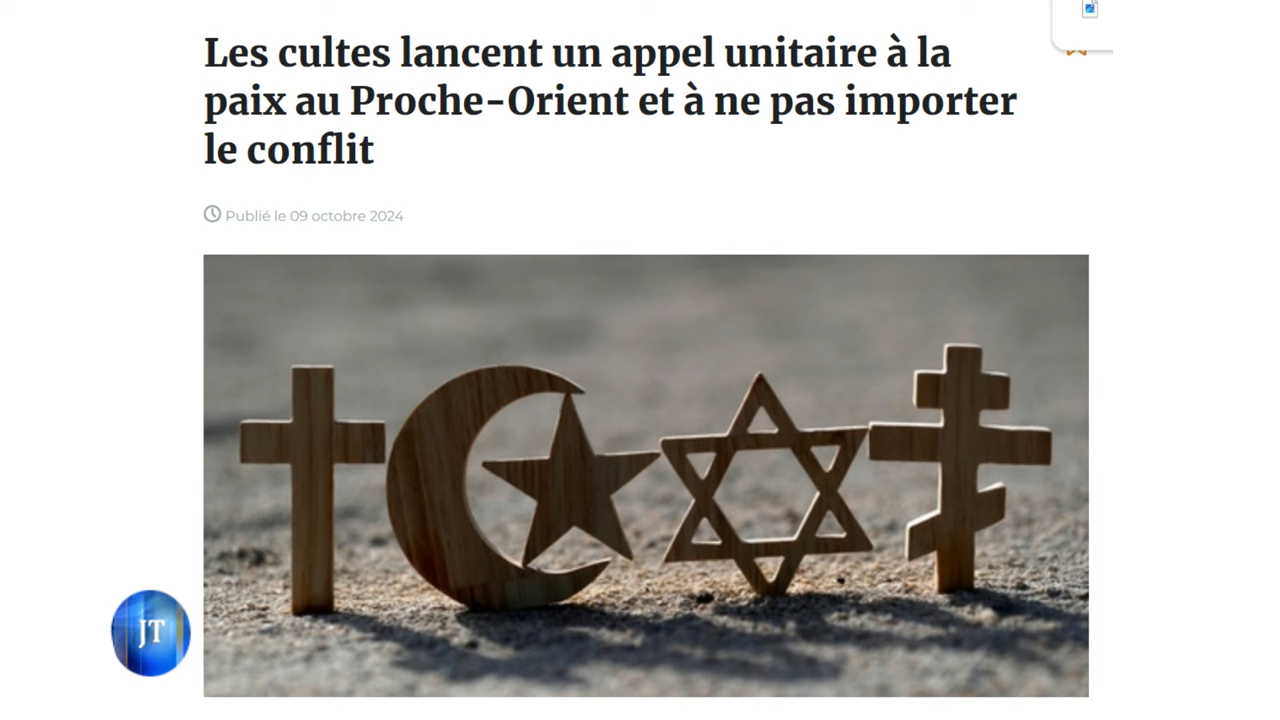 Les cultes lancent un appel unitaire à la
paix au Proche-Orient et à ne pas importer
le conflit
Publié le 09 octobre 2024
JT